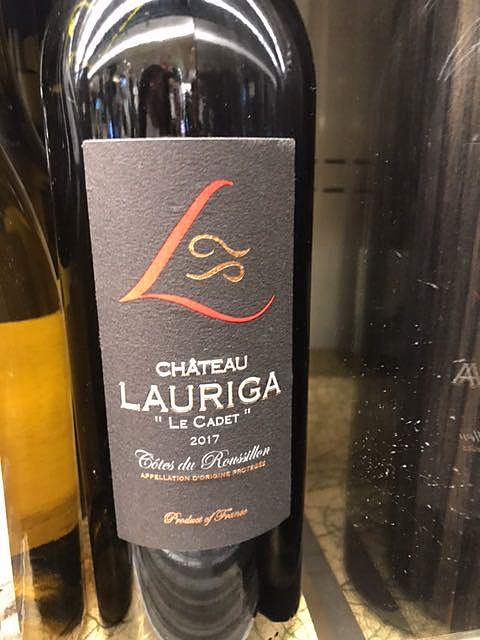 L
CHÂTEAU
LAURIGA
" LE CADET "
2017
Côtes du Roussillon
APPELLATION D'ORIGINE PROTÉGÉE
Product of France